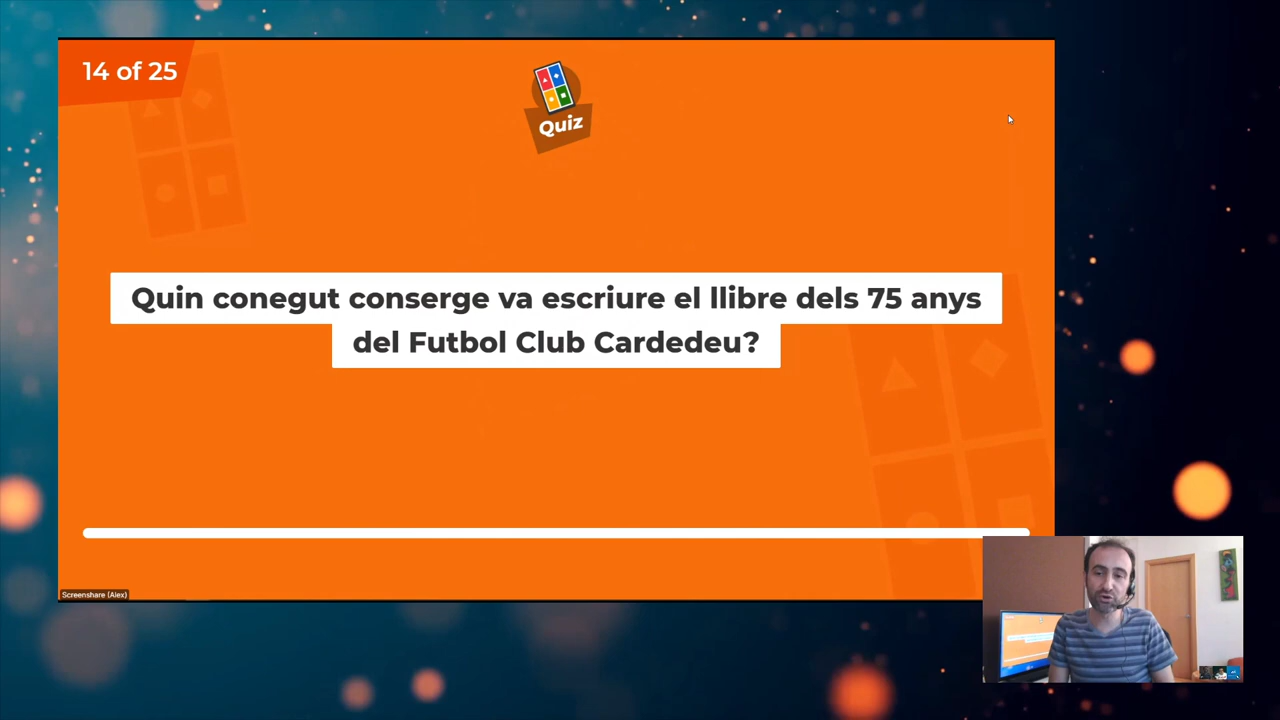 14 of 25
Quiz
Quin conegut conserge va escriure el llibre dels 75 anys
del Futbol Club Cardedeu?
Screenshare (Alex)